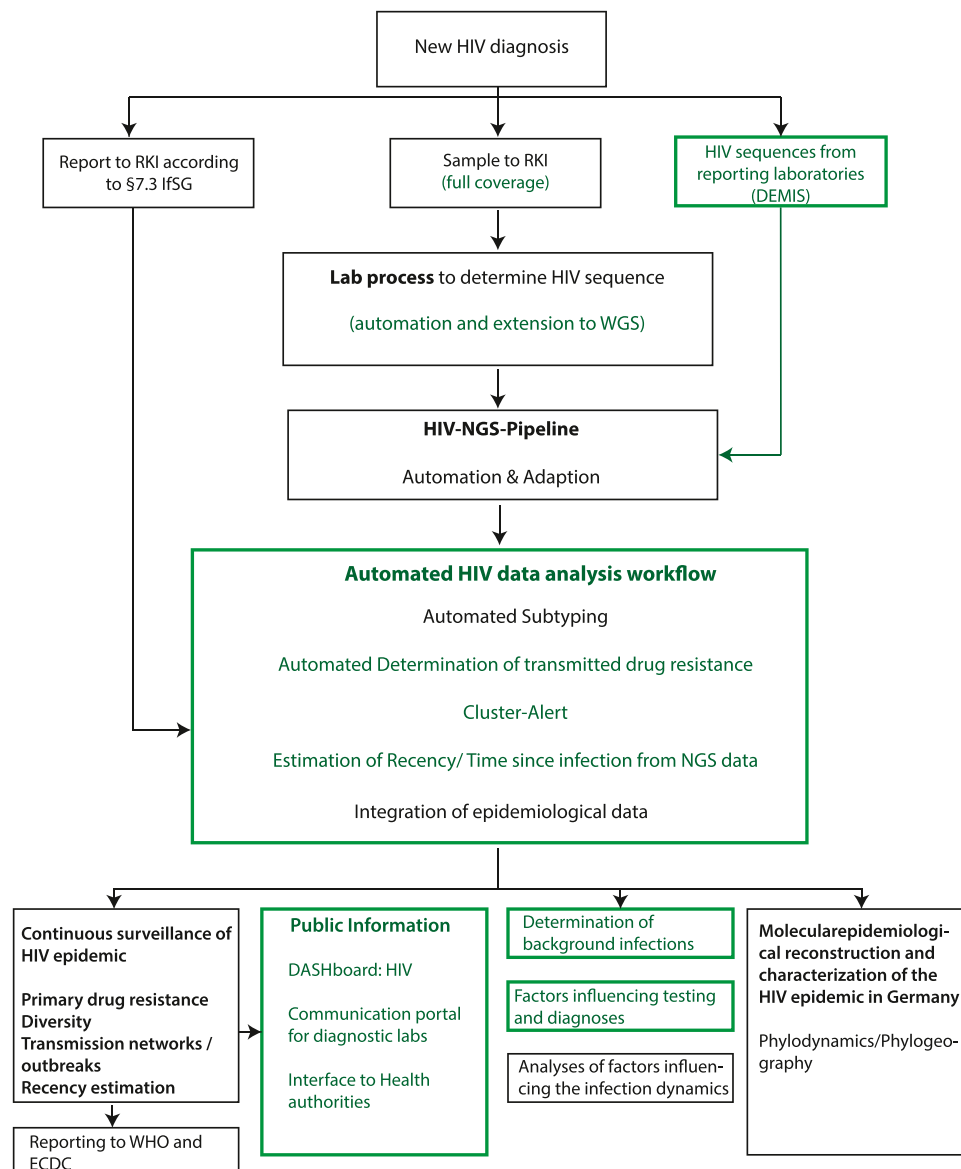 New HIV diagnosis
Report to RKI according
to §7.3 IfSG
Sample to RKI
(full coverage)
HIV sequences from
reporting laboratories
(DEMIS)
Lab process to determine HIV sequence
(automation and extension to WGS)
HIV-NGS-Pipeline
Automation & Adaption
Automated HIV data analysis workflow
Automated Subtyping
Automated Determination of transmitted drug resistance
Cluster-Alert
Estimation of Recency/ Time since infection from NGS data
Integration of epidemiological data
Continuous surveillance of
HIV epidemic
Primary drug resistance
Diversity
Transmission networks /
outbreaks
Recency estimation
Reporting to WHO and
ECDC
Public Information
DASHboard: HIV
Communication portal
for diagnostic labs
Interface to Health
authorities
Determination of
background infections
Factors influencing testing
and diagnoses
Analyses of factors influen-
cing the infection dynamics
Molecularepidemiologi-
cal reconstruction and
characterization of the
HIV epidemic in Germany
Phylodynamics/Phylogeo-
graphy